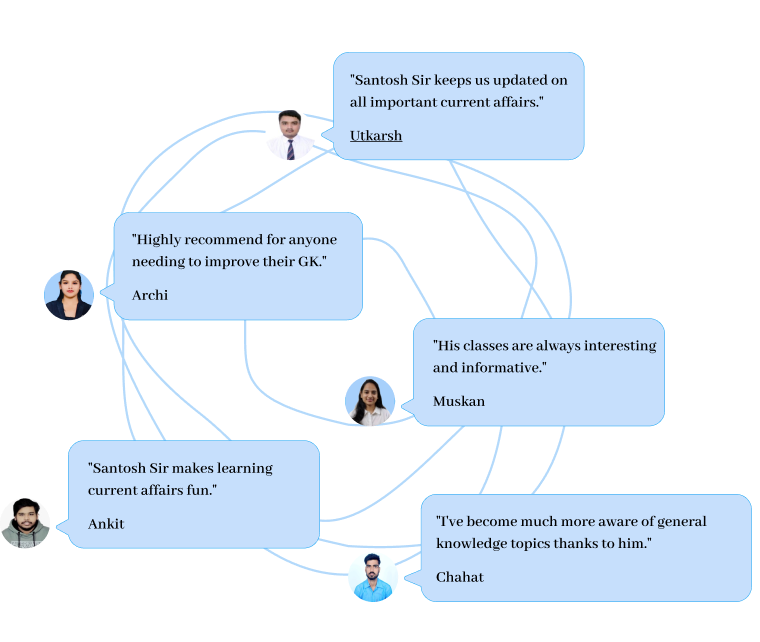 "Santosh Sir keeps us updated on
all important current affairs."
Utkarsh
"Highly recommend for anyone
needing to improve their GK."
Archi
"His classes are always interesting
and informative."
Muskan
"Santosh Sir makes learning
current affairs fun."
Ankit
"I've become much more aware of general
knowledge topics thanks to him."
Chahat